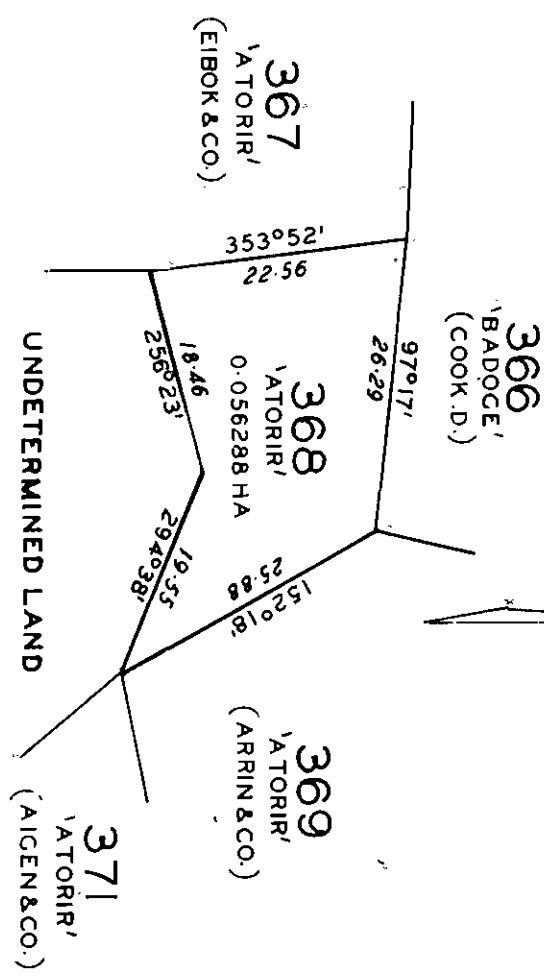 366
'BADOGE'
(COOK.D.)
367
'ATORIR'
(EIBOK & CO.)
353°52'
22·56
97°17'
26·29
368
'ATORIR'
0·056288 HA
18·46
256°23'
25·88
152°18'
19·55
294°38'
UNDETERMINED LAND
369
'ATORIR'
(ARRIN & CO.)
371
'ATORIR'
(AIGEN & CO.)